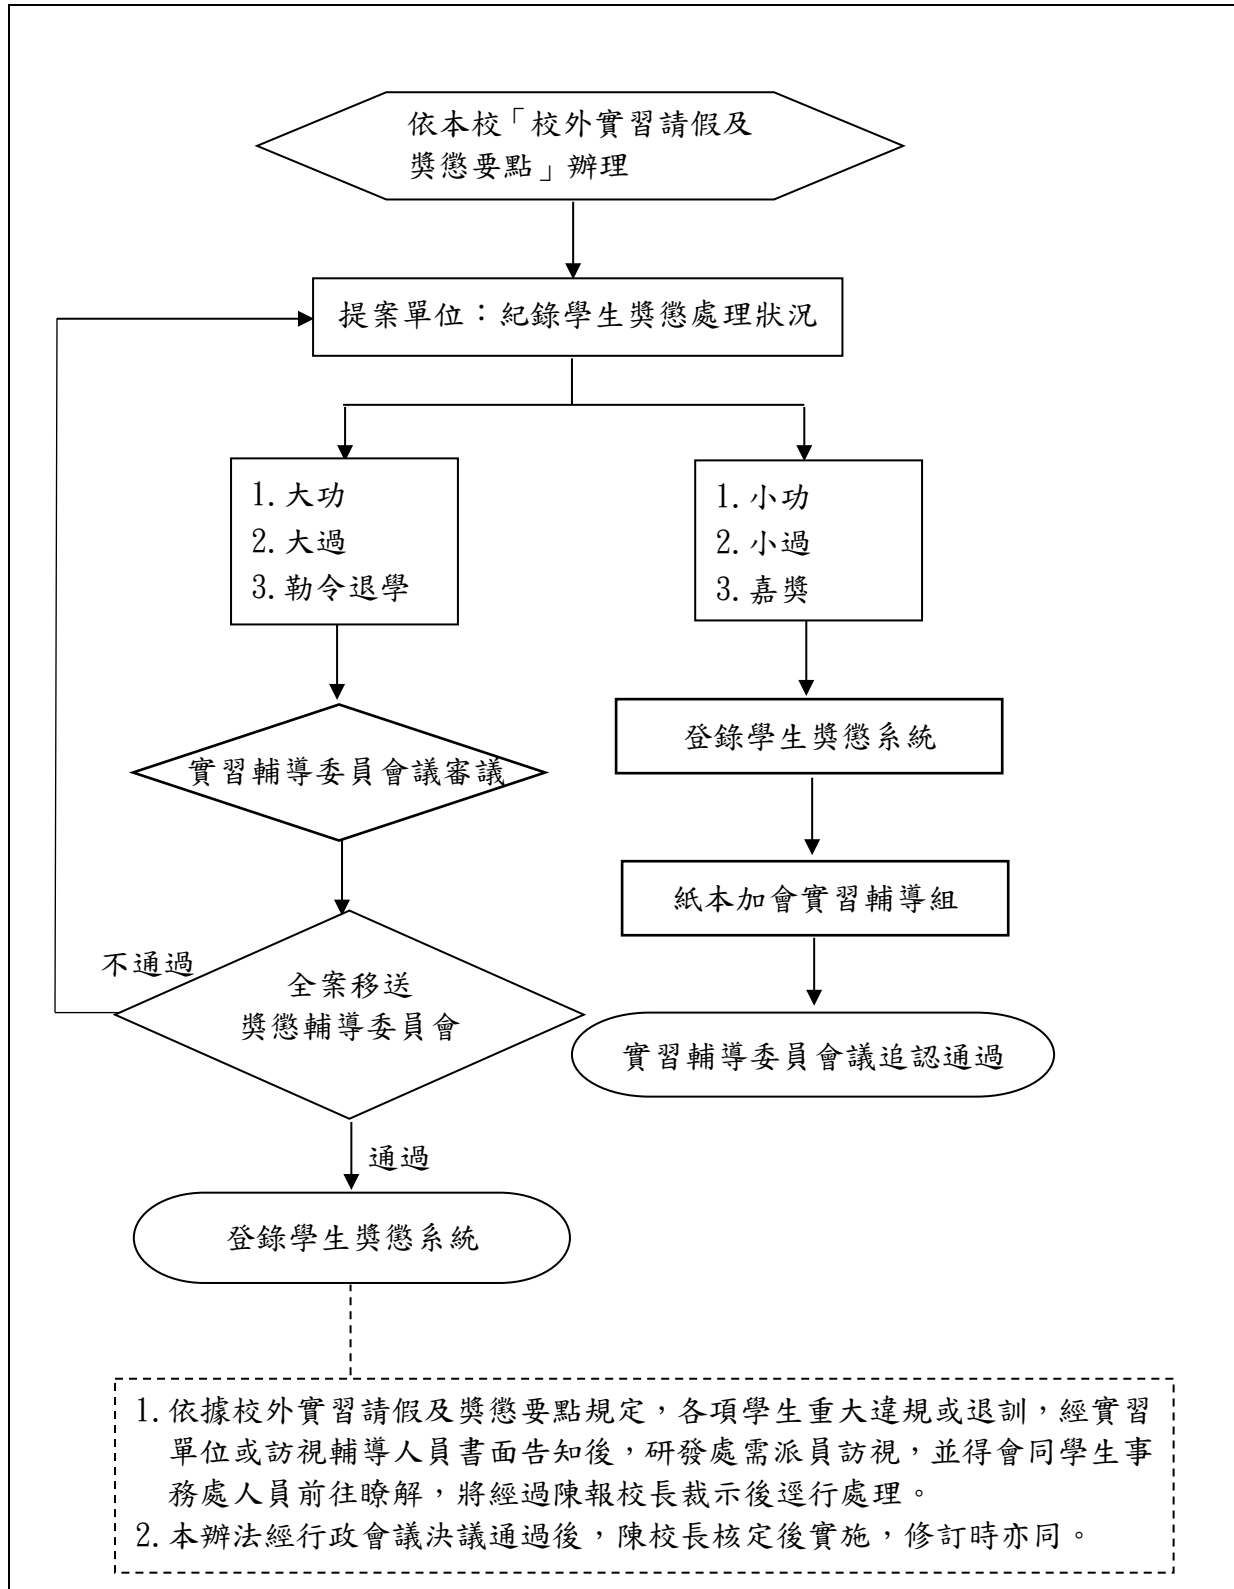 依本校「校外實習請假及
獎懲要點」辦理
提案單位：紀錄學生獎懲處理狀況
1. 大功
2. 大過
3. 勒令退學
1. 小功
2. 小過
3. 嘉獎
實習輔導委員會議審議
登錄學生獎懲系統
紙本加會實習輔導組
不通過
全案移送
獎懲輔導委員會
實習輔導委員會議追認通過
通過
登錄學生獎懲系統
1. 依據校外實習請假及獎懲要點規定，各項學生重大違規或退訓，經實習
單位或訪視輔導人員書面告知後，研發處需派員訪視，並得會同學生事
務處人員前往瞭解，將經過陳報校長裁示後逕行處理。
2. 本辦法經行政會議決議通過後，陳校長核定後實施，修訂時亦同。